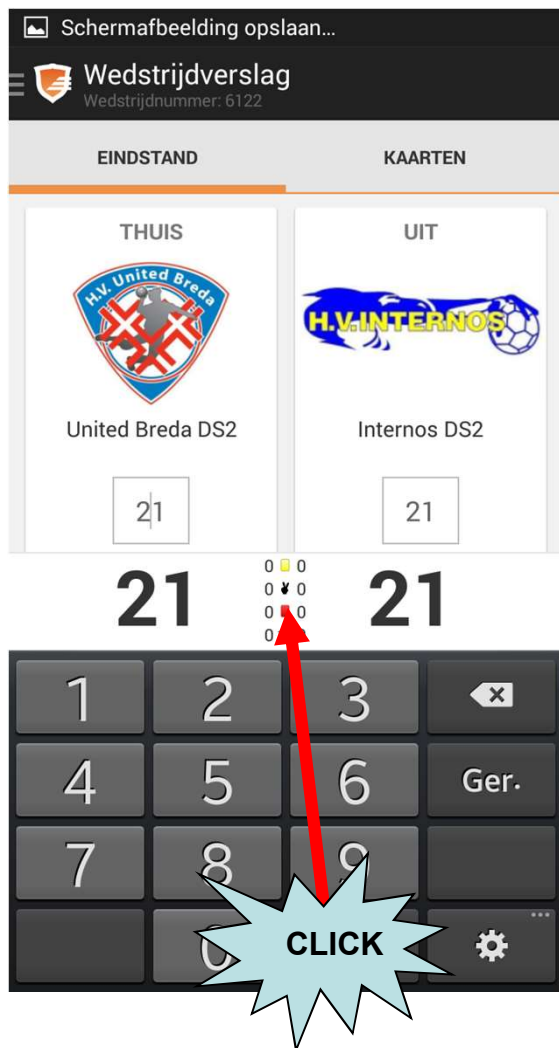 Schermafbeelding opslaan...
Wedstrijdverslag
Wedstrijdnummer: 6122
EINDSTAND KAARTEN
THUIS UIT
H.V. United Breda H.V. INTERNOS
United Breda DS2 Internos DS2
21 21
0 0
21 0 0 21
0 0
0
1 2 3
4 5 6 Ger.
7 8 9
0
CLICK